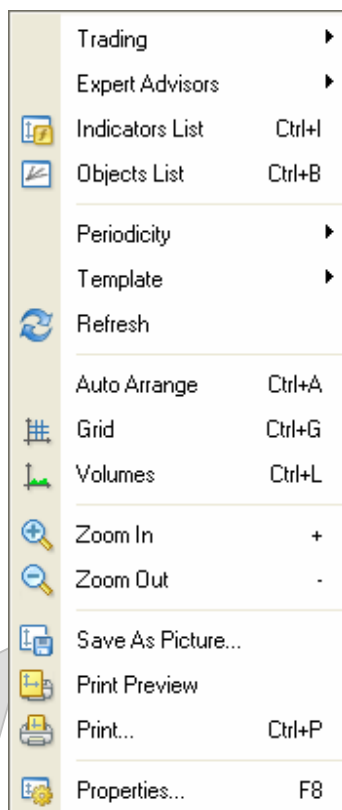 Trading
Expert Advisors
Indicators List Ctrl+I
Objects List Ctrl+B
Periodicity
Template
Refresh
Auto Arrange Ctrl+A
Grid Ctrl+G
Volumes Ctrl+L
Zoom In +
Zoom Out -
Save As Picture...
Print Preview
Print... Ctrl+P
Properties... F8